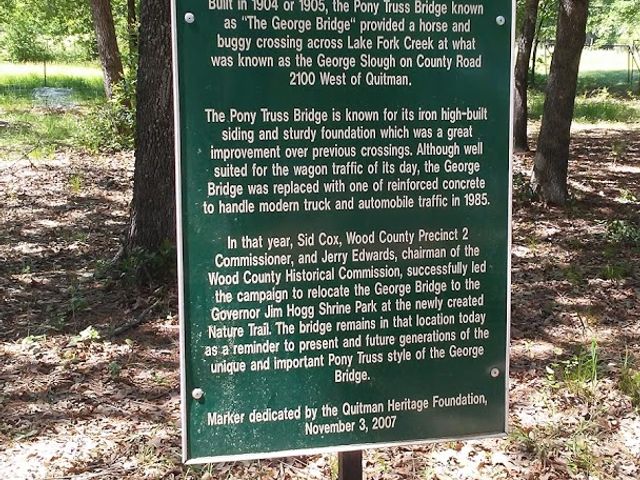 Built in 1904 or 1905, the Pony Truss Bridge known
as "The George Bridge" provided a horse and
buggy crossing across Lake Fork Creek at what
was known as the George Slough on County Road
2100 West of Quitman.
The Pony Truss Bridge is known for its iron high-built
siding and sturdy foundation which was a great
improvement over previous crossings. Although well
suited for the wagon traffic of its day, the George
Bridge was replaced with one of reinforced concrete
to handle modern truck and automobile traffic in 1985.
In that year, Sid Cox, Wood County Precinct 2
Commissioner, and Jerry Edwards, chairman of the
Wood County Historical Commission, successfully led
the campaign to relocate the George Bridge to the
Governor Jim Hogg Shrine Park at the newly created
Nature Trail. The bridge remains in that location today
as a reminder to present and future generations of the
unique and important Pony Truss style of the George
Bridge.
Marker dedicated by the Quitman Heritage Foundation,
November 3, 2007